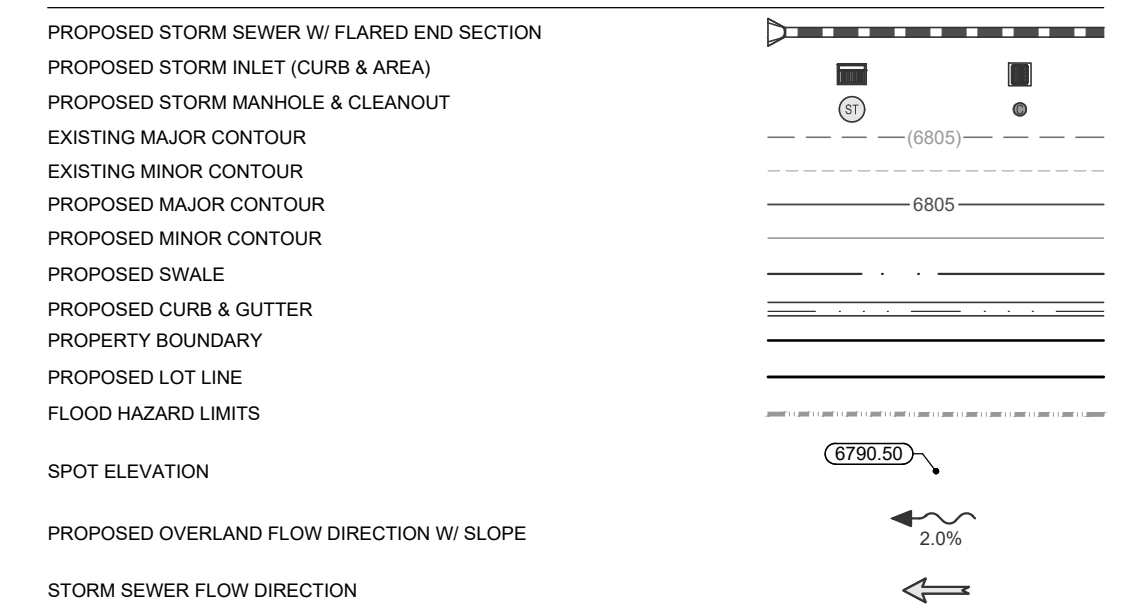 PROPOSED STORM SEWER W/ FLARED END SECTION
PROPOSED STORM INLET (CURB & AREA)
PROPOSED STORM MANHOLE & CLEANOUT ST C
EXISTING MAJOR CONTOUR (6805)
EXISTING MINOR CONTOUR
PROPOSED MAJOR CONTOUR 6805
PROPOSED MINOR CONTOUR
PROPOSED SWALE
PROPOSED CURB & GUTTER
PROPERTY BOUNDARY
PROPOSED LOT LINE
FLOOD HAZARD LIMITS
SPOT ELEVATION 6790.50
PROPOSED OVERLAND FLOW DIRECTION W/ SLOPE 2.0%
STORM SEWER FLOW DIRECTION